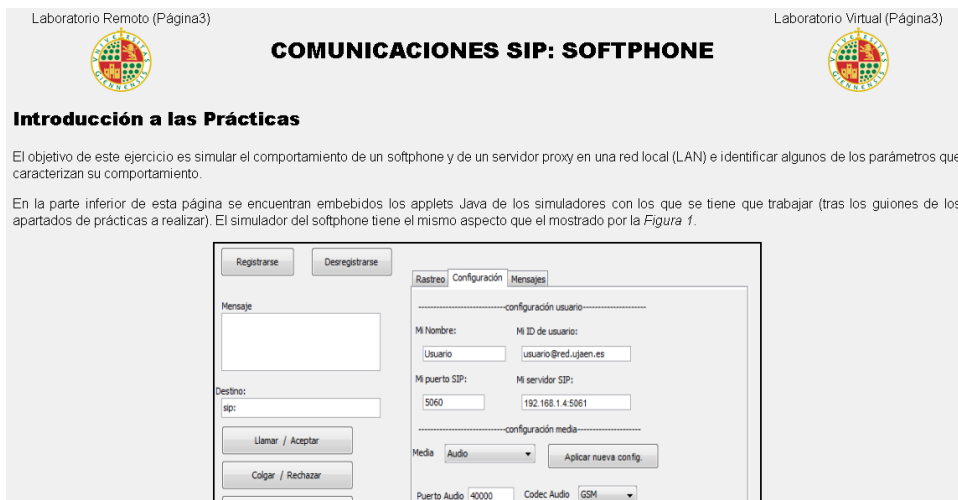 Laboratorio Remoto (Página3)
Laboratorio Virtual (Página3)
COMUNICACIONES SIP: SOFTPHONE
Introducción a las Prácticas
El objetivo de este ejercicio es simular el comportamiento de un softphone y de un servidor proxy en una red local (LAN) e identificar algunos de los parámetros que
caracterizan su comportamiento.
En la parte inferior de esta página se encuentran embebidos los applets Java de los simuladores con los que se tiene que trabajar (tras los guiones de los
apartados de prácticas a realizar). El simulador del softphone tiene el mismo aspecto que el mostrado por la Figura 1.
Registrarse
Desregistrarse
Mensaje
Destino:
sip:
Llamar / Aceptar
Colgar / Rechazar
Rastreo
Configuración
Mensajes
-----------------------------configuración usuario---------------------
Mi Nombre:
Mi ID de usuario:
Usuario
usuario@red.ujaen.es
Mi puerto SIP:
Mi servidor SIP:
5060
192.168.1.4:5061
-----------------------------configuración media---------------------
Media
Audio
Aplicar nueva config.
Puerto Audio
40000
Codec Audio
GSM